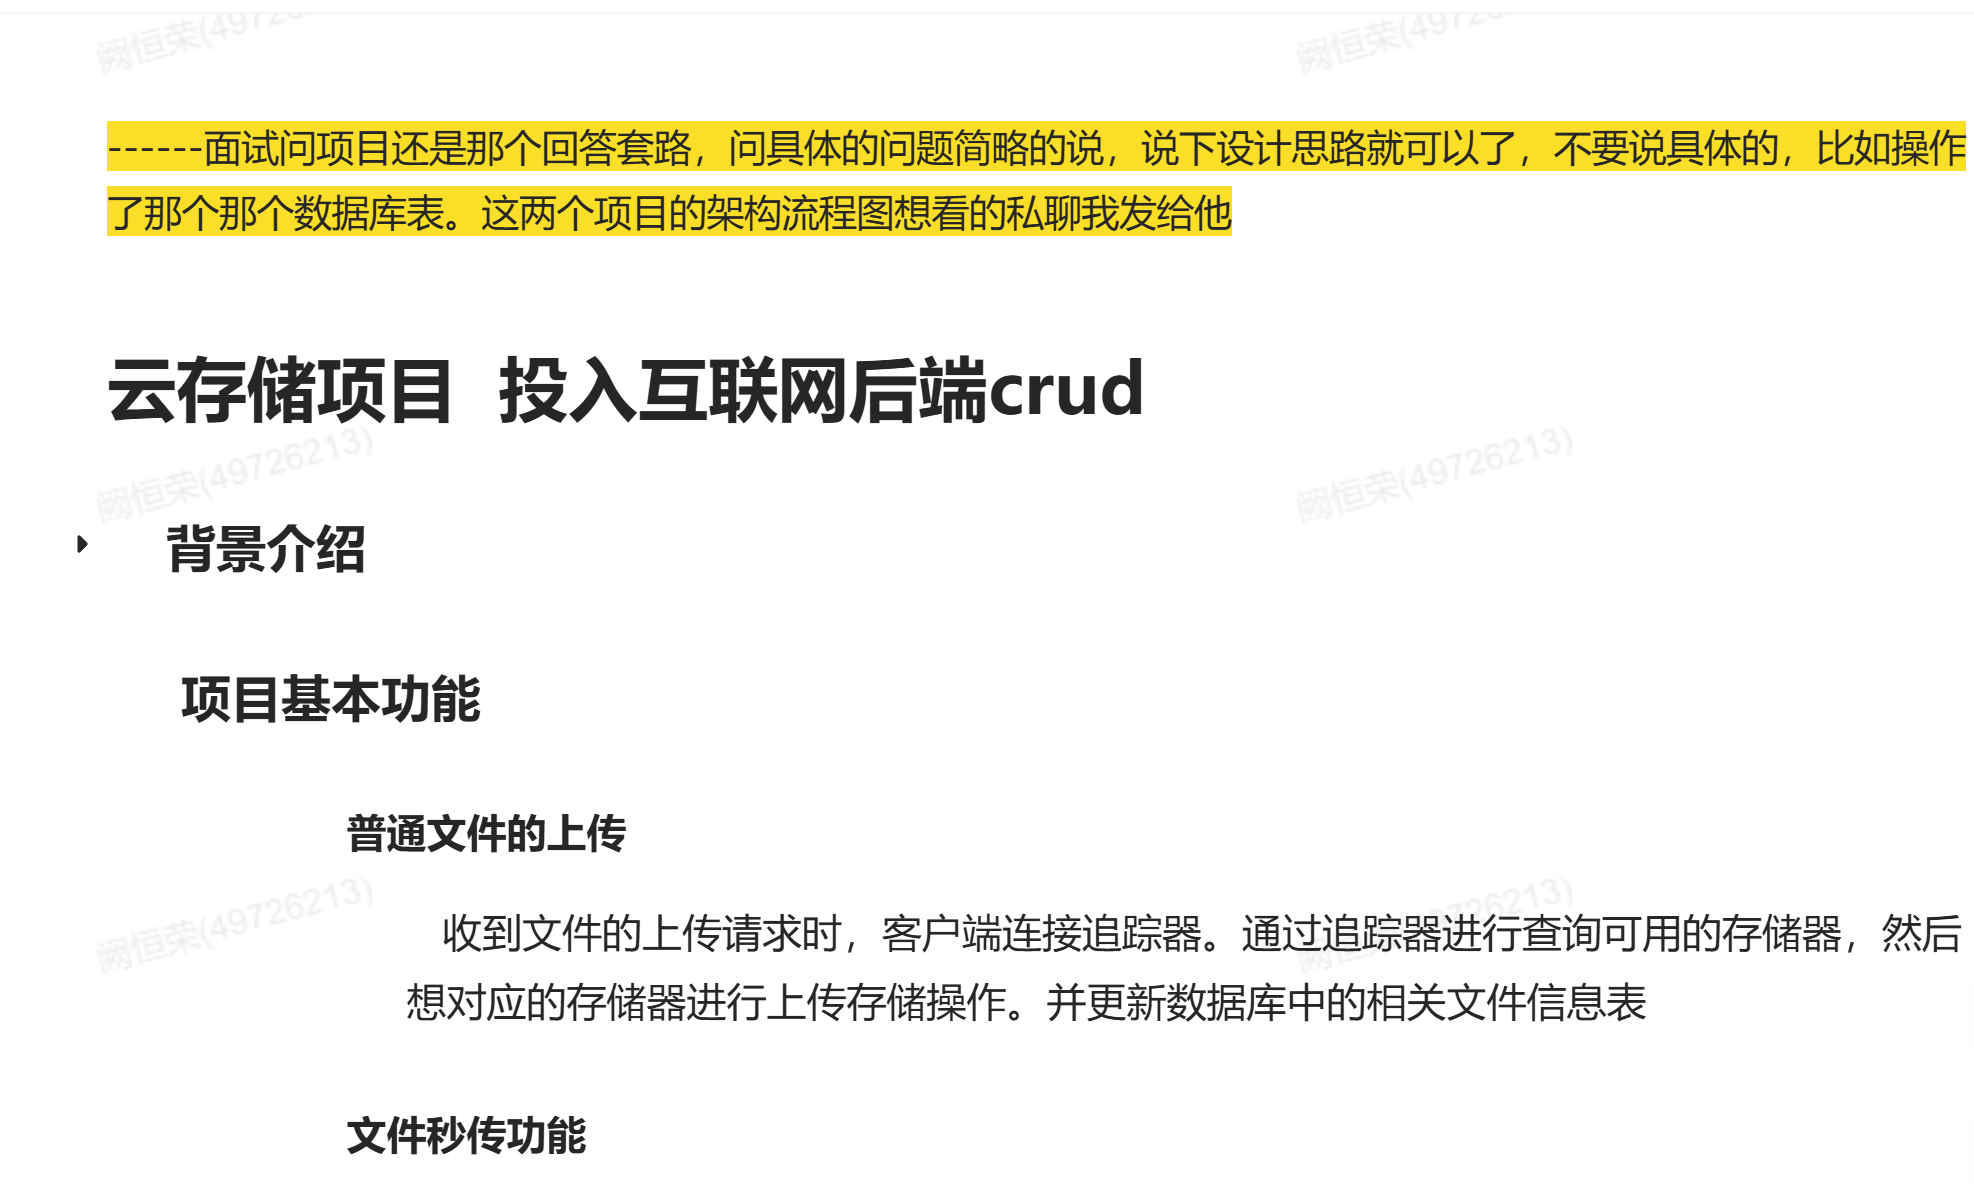 阙恒荣(49726213)
阙恒荣(49726213)
------面试问项目还是那个回答套路，问具体的问题简略的说，说下设计思路就可以了，不要说具体的，比如操作
了那个那个数据库表。这两个项目的架构流程图想看的私聊我发给他
云存储项目 投入互联网后端crud
阙恒荣(49726213)
阙恒荣(49726213)
背景介绍
项目基本功能
普通文件的上传
阙恒荣(49726213)
阙恒荣(49726213)
收到文件的上传请求时，客户端连接追踪器。通过追踪器进行查询可用的存储器，然后
想对应的存储器进行上传存储操作。并更新数据库中的相关文件信息表
文件秒传功能